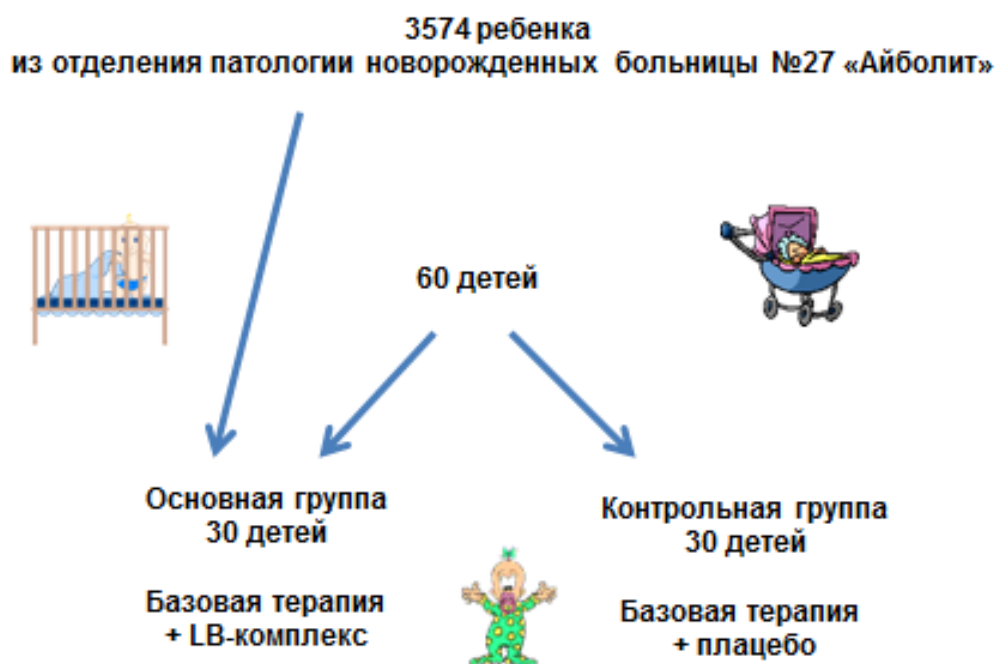 3574 ребенка
из отделения патологии новорожденных больницы №27 «Айболит»
60 детей
Основная группа
30 детей
Базовая терапия
+ LB-комплекс
Контрольная группа
30 детей
Базовая терапия
+ плацебо